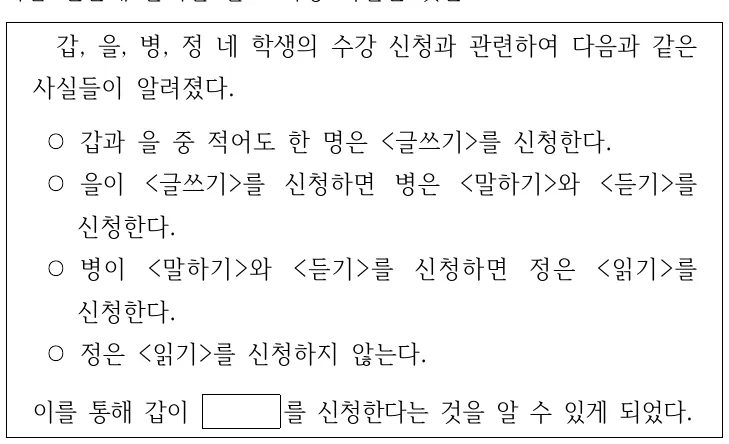 갑, 을, 병, 정 네 학생의 수강 신청과 관련하여 다음과 같은
사실들이 알려졌다.
○ 갑과 을 중 적어도 한 명은 <글쓰기>를 신청한다.
○ 을이 <글쓰기>를 신청하면 병은 <말하기>와 <듣기>를
신청한다.
○ 병이 <말하기>와 <듣기>를 신청하면 정은 <읽기>를
신청한다.
○ 정은 <읽기>를 신청하지 않는다.
이를 통해 갑이 를 신청한다는 것을 알 수 있게 되었다.